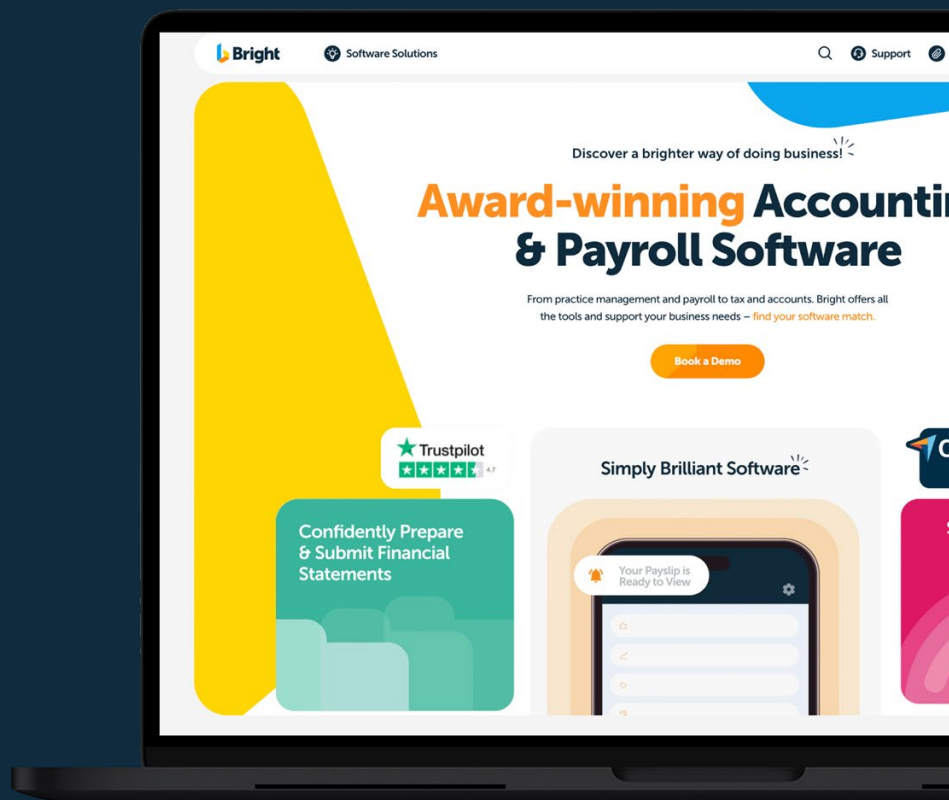 Bright
Software Solutions
Support
Discover a brighter way of doing business!
Award-winning Accountin
& Payroll Software
From practice management and payroll to tax and accounts, Bright offers all
the tools and support your business needs – find your software match.
Book a Demo
Trustpilot
4.7
Simply Brilliant Software
Confidently Prepare
& Submit Financial
Statements
Your Payslip is
Ready to View